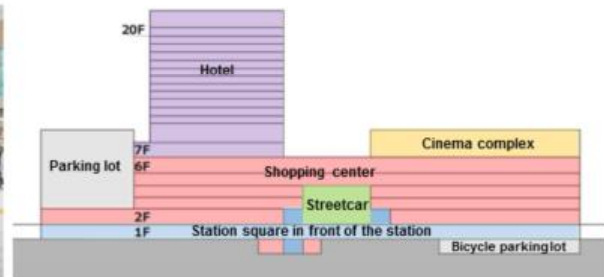 20F
Hotel
7F
6F
Parking lot
Cinema complex
Shopping center
Streetcar
2F
1F
Station square in front of the station
Bicycle parkinglot